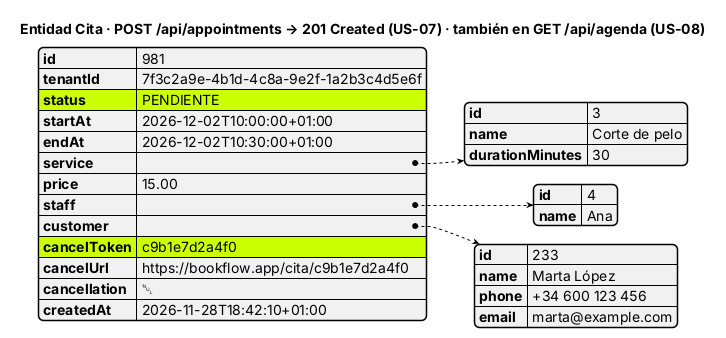 Entidad Cita · POST /api/appointments → 201 Created (US-07) · también en GET /api/agenda (US-08)
id 981
tenantId 7f3c2a9e-4b1d-4c8a-9e2f-1a2b3c4d5e6f
status PENDIENTE
startAt 2026-12-02T10:00:00+01:00
endAt 2026-12-02T10:30:00+01:00
service
price 15.00
staff
customer
cancelToken c9b1e7d2a4f0
cancelUrl https://bookflow.app/cita/c9b1e7d2a4f0
cancellation ␀
createdAt 2026-11-28T18:42:10+01:00
id 3
name Corte de pelo
durationMinutes 30
id 4
name Ana
id 233
name Marta López
phone +34 600 123 456
email marta@example.com